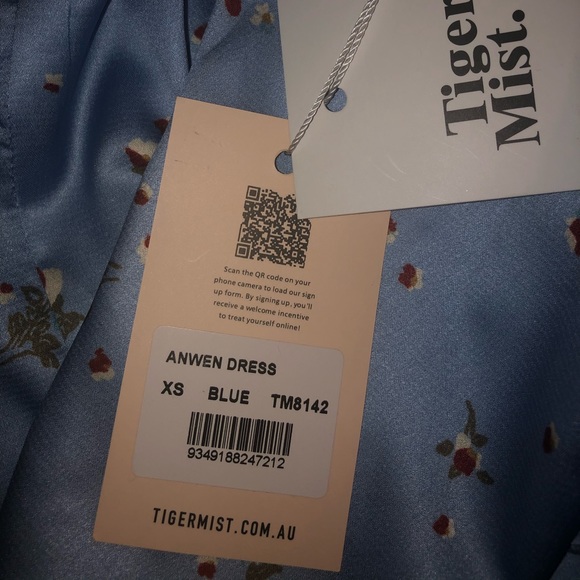 Tiger
Mist.
Scan the QR code on your
phone camera to load our sign
up form. By signing up, you'll
receive a welcome incentive
to treat yourself online!
ANWEN DRESS
XS BLUE TM8142
9349188247212
TIGERMIST.COM.AU